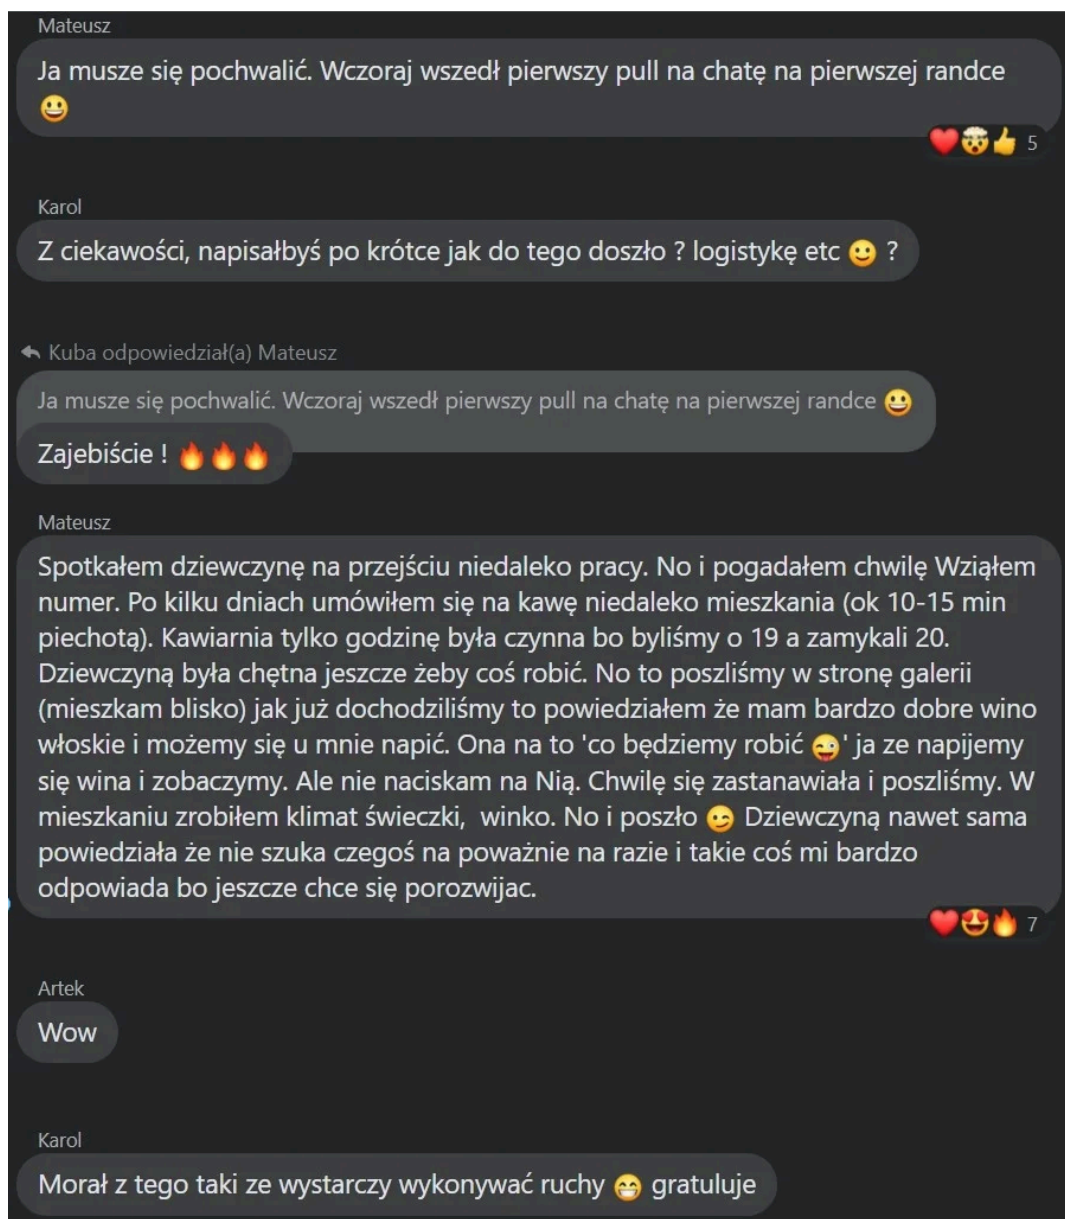 Mateusz
Ja musze się pochwalić. Wczoraj wszedł pierwszy pull na chatę na pierwszej randce
😀
5
Karol
Z ciekawości, napisałbyś po krótce jak do tego doszło ? logistykę etc 🙂 ?
Kuba odpowiedział(a) Mateusz
Ja musze się pochwalić. Wczoraj wszedł pierwszy pull na chatę na pierwszej randce 😀
Zajebiście ! 🔥🔥🔥
Mateusz
Spotkałem dziewczynę na przejściu niedaleko pracy. No i pogadałem chwilę Wziąłem
numer. Po kilku dniach umówiłem się na kawę niedaleko mieszkania (ok 10-15 min
piechotą). Kawiarnia tylko godzinę była czynna bo byliśmy o 19 a zamykali 20.
Dziewczyną była chętna jeszcze żeby coś robić. No to poszliśmy w stronę galerii
(mieszkam blisko) jak już dochodziliśmy to powiedziałem że mam bardzo dobre wino
włoskie i możemy się u mnie napić. Ona na to 'co będziemy robić 😜' ja ze napijemy
się wina i zobaczymy. Ale nie naciskam na Nią. Chwilę się zastanawiała i poszliśmy. W
mieszkaniu zrobiłem klimat świeczki, winko. No i poszło 😉 Dziewczyną nawet sama
powiedziała że nie szuka czegoś na poważnie na razie i takie coś mi bardzo
odpowiada bo jeszcze chce się porozwijac.
7
Artek
Wow
Karol
Morał z tego taki ze wystarczy wykonywać ruchy 😁 gratuluje